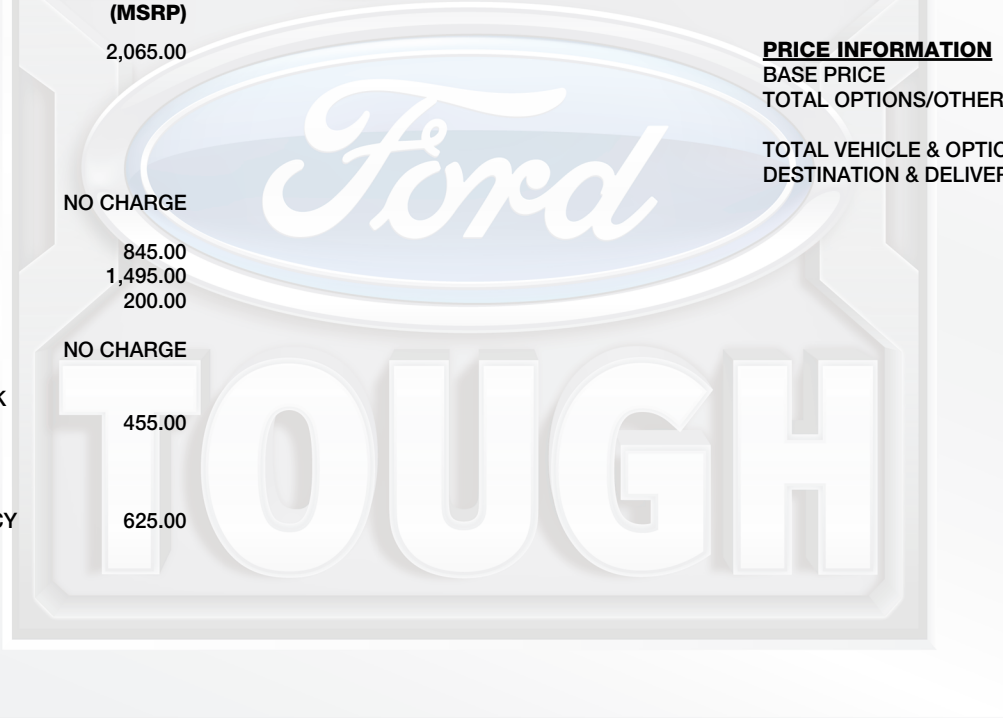 (MSRP)
2,065.00
NO CHARGE
845.00
1,495.00
200.00
NO CHARGE
K
455.00
CY
625.00
PRICE INFORMATION
BASE PRICE
TOTAL OPTIONS/OTHER
TOTAL VEHICLE & OPTIO
DESTINATION & DELIVER
Ford
TOUGH